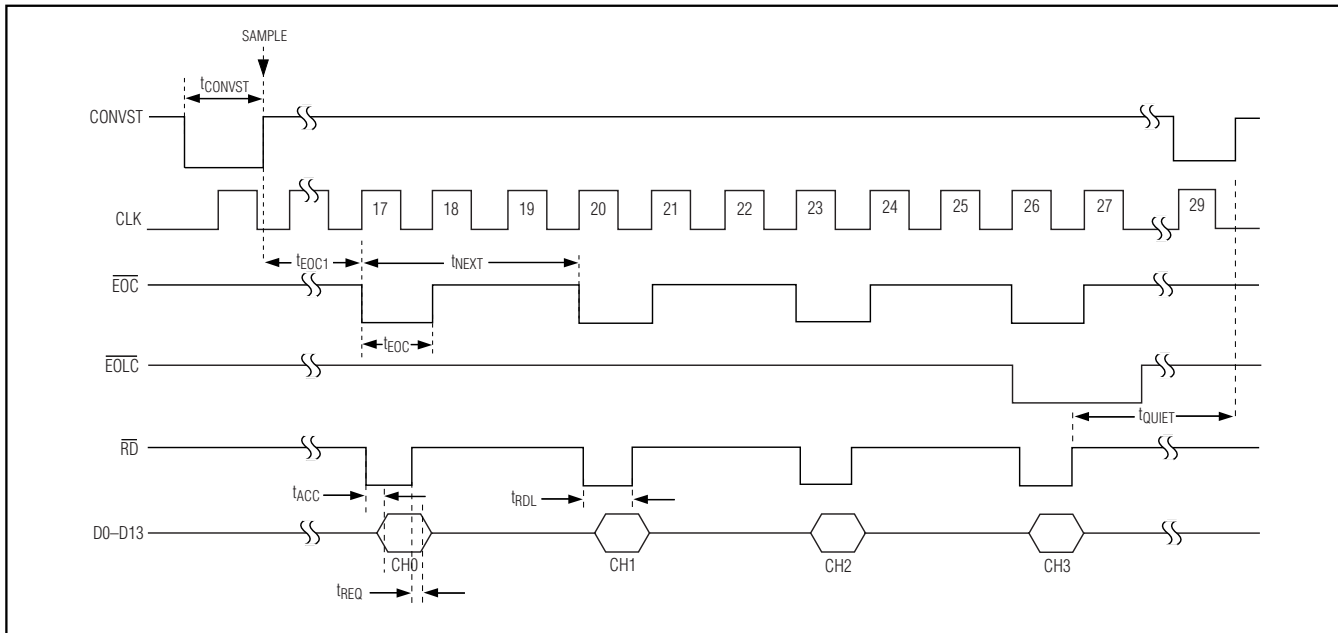 SAMPLE
tCONVST
CONVST
CLK
17 18 19 20 21 22 23 24 25 26 27 29
tEOC1
tNEXT
EOC
tEOC
EOLC
tQUIET
RD
tACC
tRDL
D0–D13
CH0 CH1 CH2 CH3
tREQ